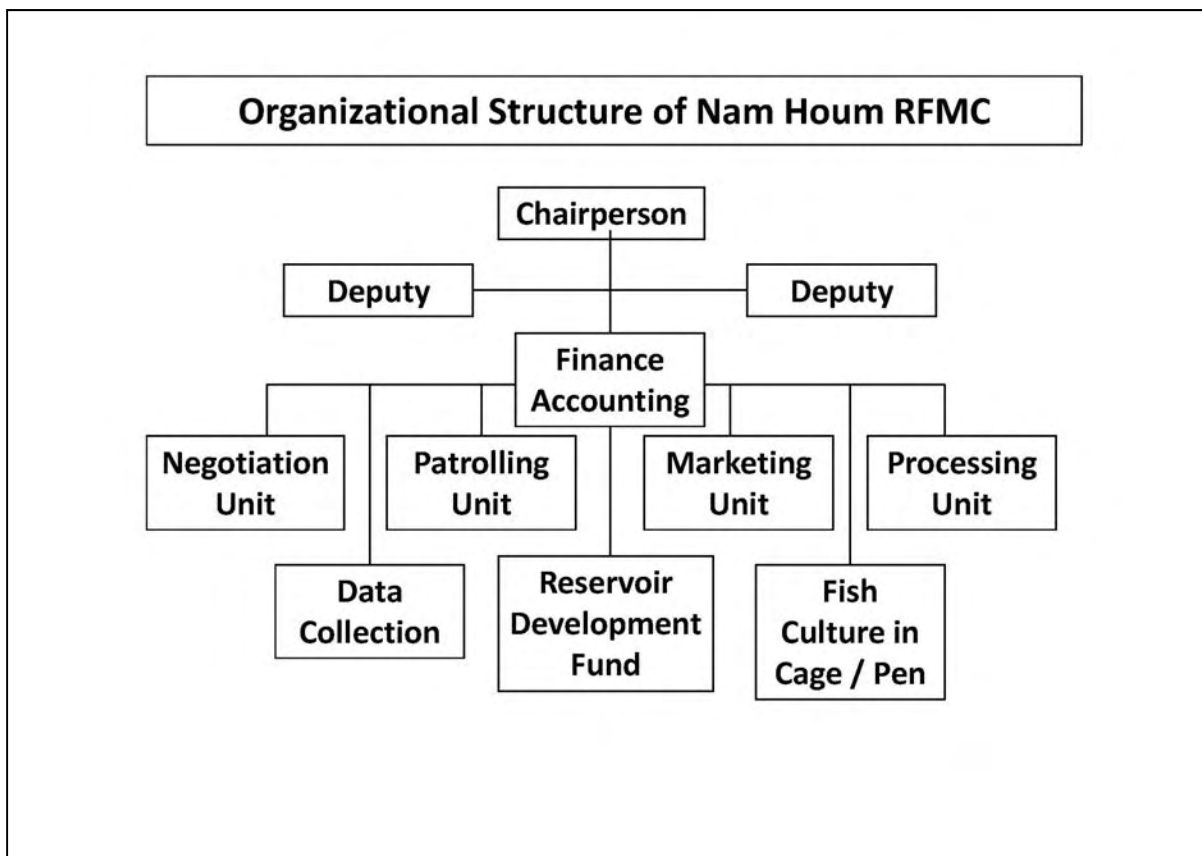 Organizational Structure of Nam Houm RFMC
Chairperson
Deputy
Deputy
Finance
Accounting
Negotiation
Unit
Patrolling
Unit
Marketing
Unit
Processing
Unit
Data
Collection
Reservoir
Development
Fund
Fish
Culture in
Cage / Pen